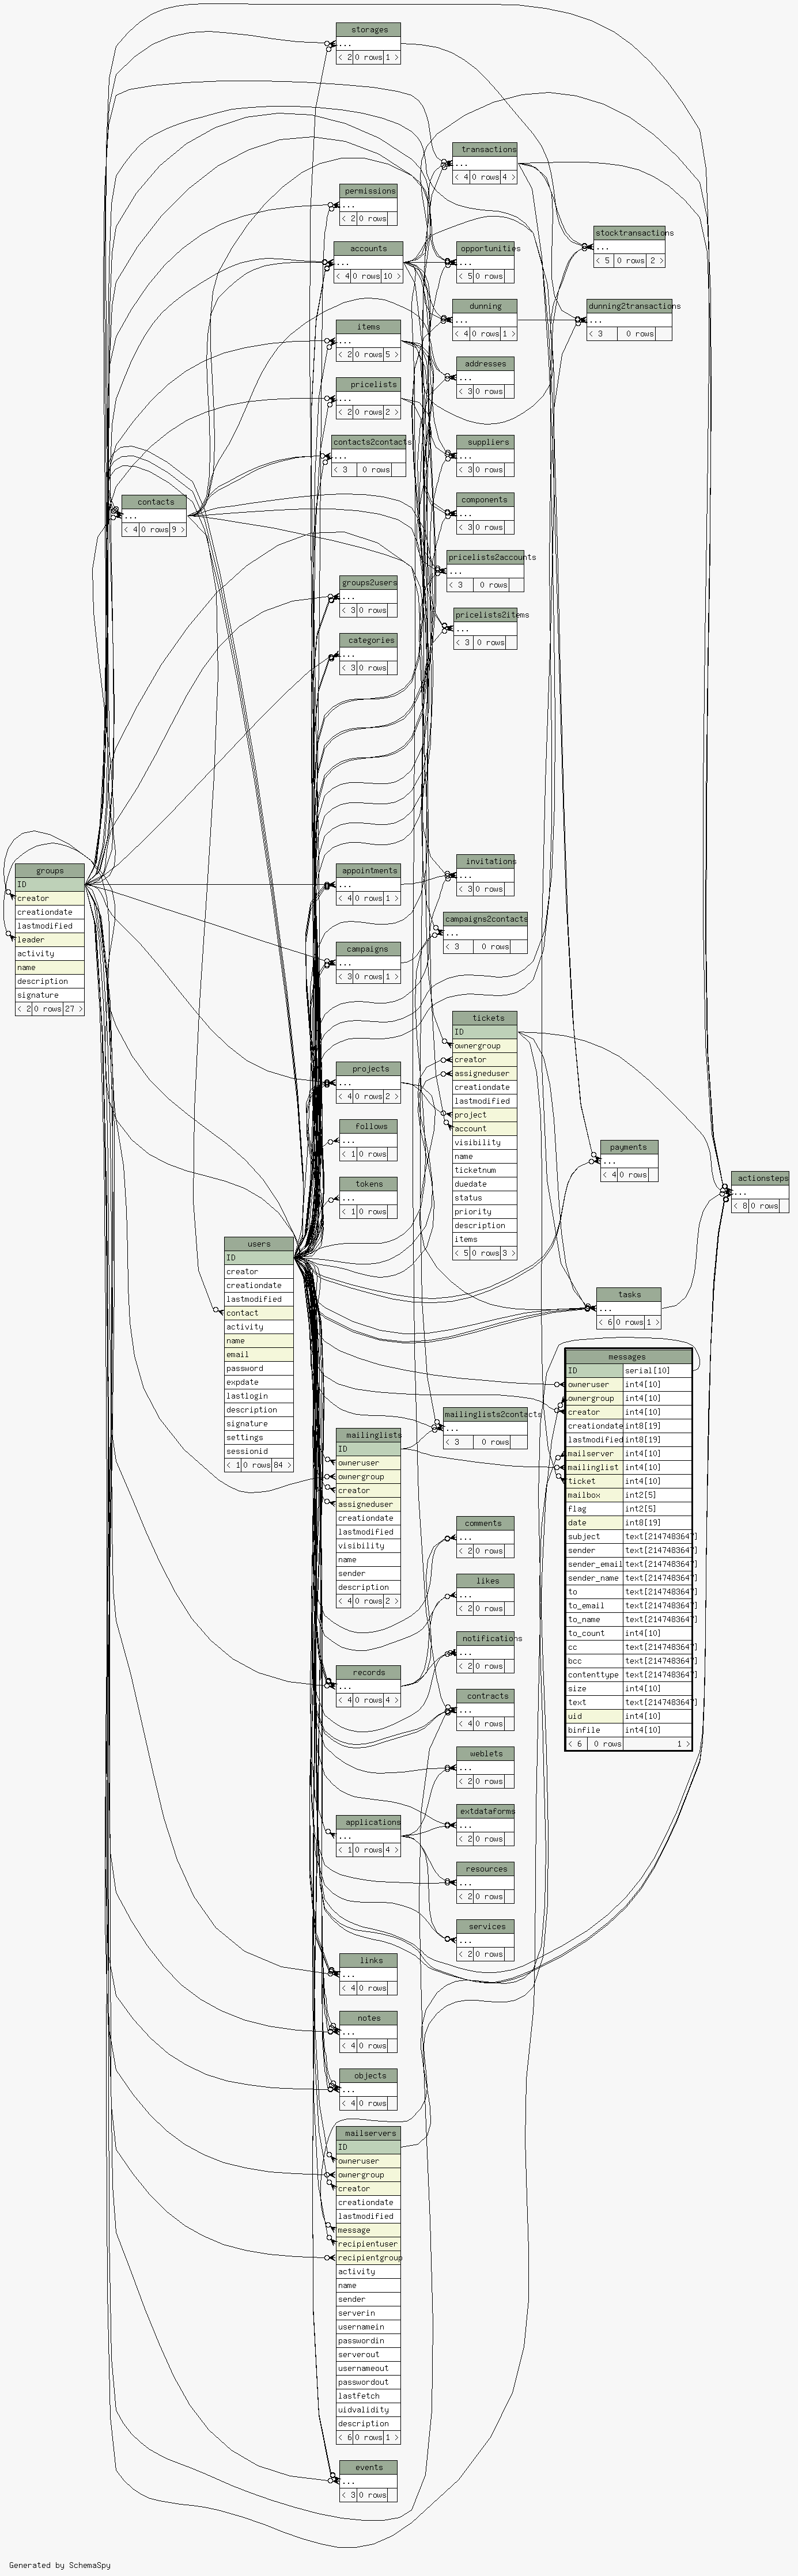 storages
...
< 2 0 rows 1 >
transactions
...
< 4 0 rows 4 >
permissions
...
< 2 0 rows
stocktransactions
...
< 5 0 rows 2 >
accounts
...
< 4 0 rows 10 >
opportunities
...
< 5 0 rows
dunning
...
< 4 0 rows 1 >
dunning2transactions
...
< 3 0 rows
items
...
< 2 0 rows 5 >
addresses
...
< 3 0 rows
pricelists
...
< 2 0 rows 2 >
contacts2contacts
...
< 3 0 rows
suppliers
...
< 3 0 rows
contacts
...
< 4 0 rows 9 >
components
...
< 3 0 rows
pricelists2accounts
...
< 3 0 rows
groups2users
...
< 3 0 rows
pricelists2items
...
< 3 0 rows
categories
...
< 3 0 rows
groups
ID
creator
creationdate
lastmodified
leader
activity
name
description
signature
< 2 0 rows 27 >
appointments
...
< 4 0 rows 1 >
invitations
...
< 3 0 rows
campaigns
...
< 3 0 rows 1 >
campaigns2contacts
...
< 3 0 rows
projects
...
< 4 0 rows 2 >
follows
...
< 1 0 rows
tokens
...
< 1 0 rows
tickets
ID
ownergroup
creator
assigneduser
creationdate
lastmodified
project
account
visibility
name
ticketnum
duedate
status
priority
description
items
< 5 0 rows 3 >
payments
...
< 4 0 rows
actionsteps
...
< 8 0 rows
users
ID
creator
creationdate
lastmodified
contact
activity
name
email
password
expdate
lastlogin
description
signature
settings
sessionid
< 1 0 rows 84 >
tasks
...
< 6 0 rows 1 >
messages
ID serial[10]
owneruser int4[10]
ownergroup int4[10]
creator int4[10]
creationdate int8[19]
lastmodified int8[19]
mailserver int4[10]
mailinglist int4[10]
ticket int4[10]
mailbox int2[5]
flag int2[5]
date int8[19]
subject text[2147483647]
sender text[2147483647]
sender_email text[2147483647]
sender_name text[2147483647]
to text[2147483647]
to_email text[2147483647]
to_name text[2147483647]
to_count int4[10]
cc text[2147483647]
bcc text[2147483647]
contenttype text[2147483647]
size int4[10]
text text[2147483647]
uid int4[10]
binfile int4[10]
< 6 0 rows 1 >
mailinglists2contacts
...
< 3 0 rows
mailinglists
ID
owneruser
ownergroup
creator
assigneduser
creationdate
lastmodified
visibility
name
sender
description
< 4 0 rows 2 >
comments
...
< 2 0 rows
likes
...
< 2 0 rows
notifications
...
< 2 0 rows
records
...
< 4 0 rows 4 >
contracts
...
< 4 0 rows
weblets
...
< 2 0 rows
extdataforms
...
< 2 0 rows
applications
...
< 1 0 rows 4 >
resources
...
< 2 0 rows
services
...
< 2 0 rows
links
...
< 4 0 rows
notes
...
< 4 0 rows
objects
...
< 4 0 rows
mailservers
ID
owneruser
ownergroup
creator
creationdate
lastmodified
message
recipientuser
recipientgroup
activity
name
sender
serverin
usernamein
passwordin
serverout
usernameout
passwordout
lastfetch
uidvalidity
description
< 6 0 rows 1 >
events
...
< 3 0 rows
Generated by SchemaSpy